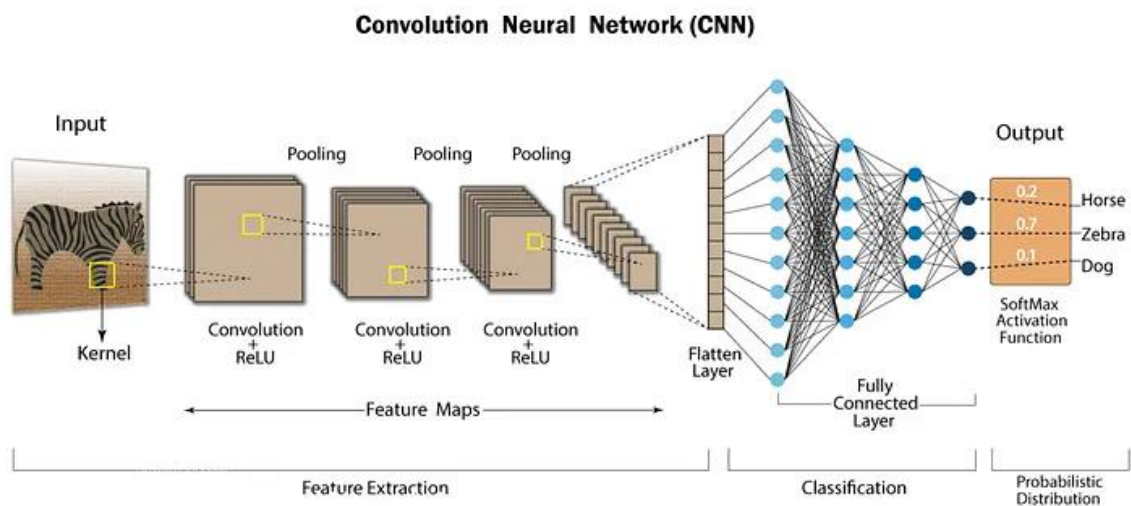 Convolution Neural Network (CNN)
Input
Output
Pooling
Pooling
Pooling
Kernel
Convolution
+
ReLU
Convolution
+
ReLU
Convolution
+
ReLU
Flatten
Layer
Fully
Connected
Layer
0.2
0.7
0.1
Horse
Zebra
Dog
SoftMax
Activation
Function
Feature Maps
Feature Extraction
Classification
Probabilistic
Distribution